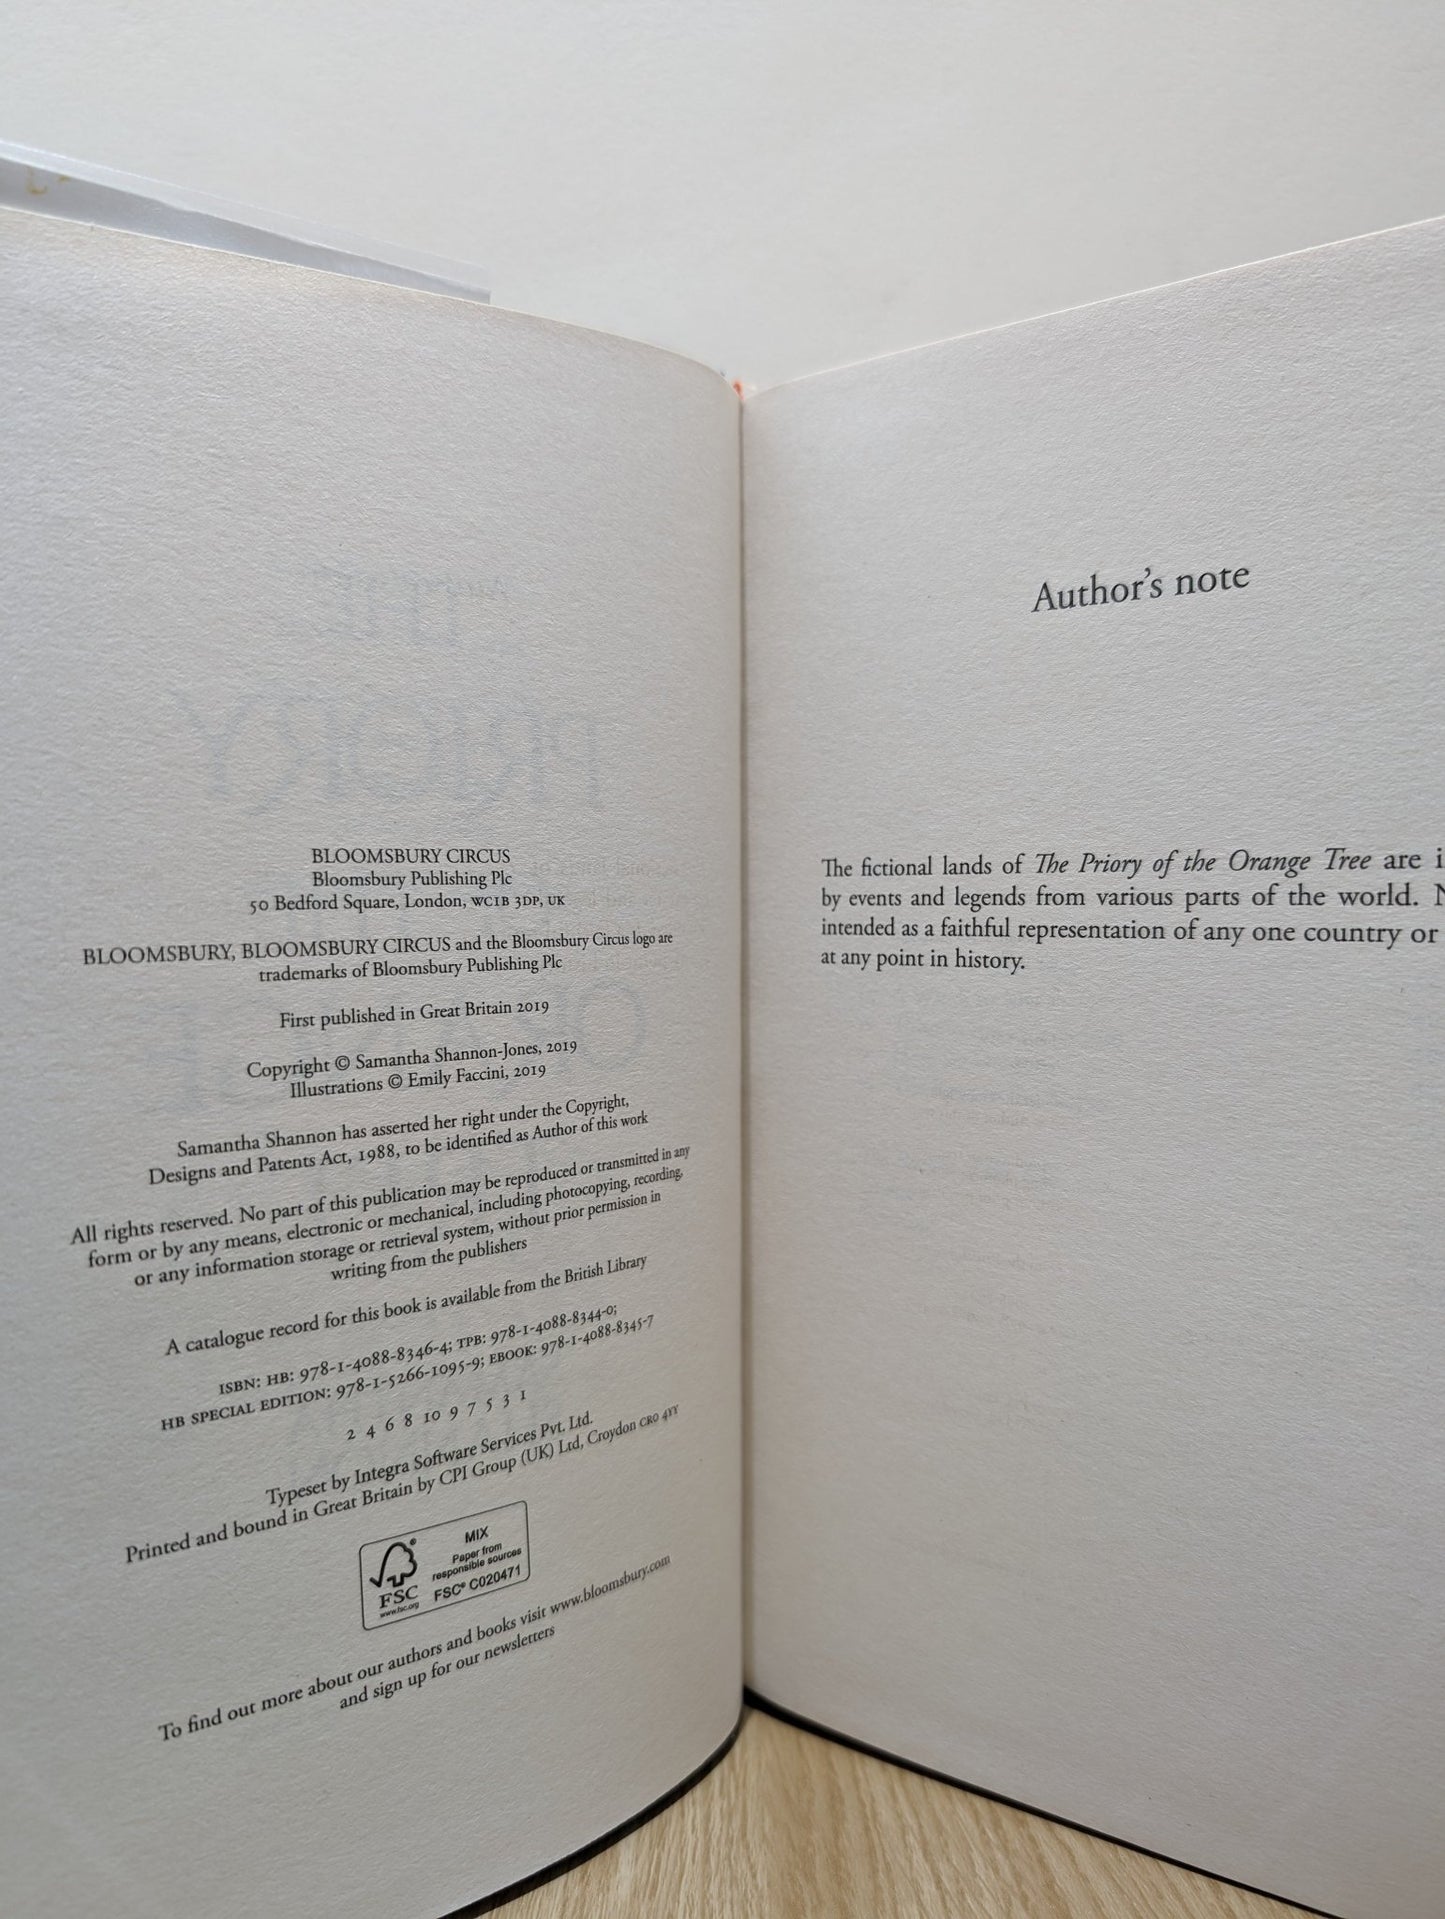 BLOOMSBURY CIRCUS
Bloomsbury Publishing Plc
50 Bedford Square, London, WC1B 3DP, UK
BLOOMSBURY, BLOOMSBURY CIRCUS and the Bloomsbury Circus logo are
trademarks of Bloomsbury Publishing Plc
First published in Great Britain 2019
Copyright © Samantha Shannon-Jones, 2019
Illustrations © Emily Faccini, 2019
Samantha Shannon has asserted her right under the Copyright,
Designs and Patents Act, 1988, to be identified as Author of this work
All rights reserved. No part of this publication may be reproduced or transmitted in any
form or by any means, electronic or mechanical, including photocopying, recording,
or any information storage or retrieval system, without prior permission in
writing from the publishers
A catalogue record for this book is available from the British Library
ISBN: HB: 978-1-4088-8346-4; TPB: 978-1-4088-8344-0;
HB SPECIAL EDITION: 978-1-5266-1095-9; EBOOK: 978-1-4088-8345-7
2 4 6 8 10 9 7 5 3 1
Typeset by Integra Software Services Pvt. Ltd.
Printed and bound in Great Britain by CPI Group (UK) Ltd, Croydon CR0 4YY
FSC
www.fsc.org
MIX
Paper from
responsible sources
FSC® C020471
To find out more about our authors and books visit www.bloomsbury.com
and sign up for our newsletters
Author's note
The fictional lands of The Priory of the Orange Tree are
by events and legends from various parts of the world.
intended as a faithful representation of any one country or
at any point in history.